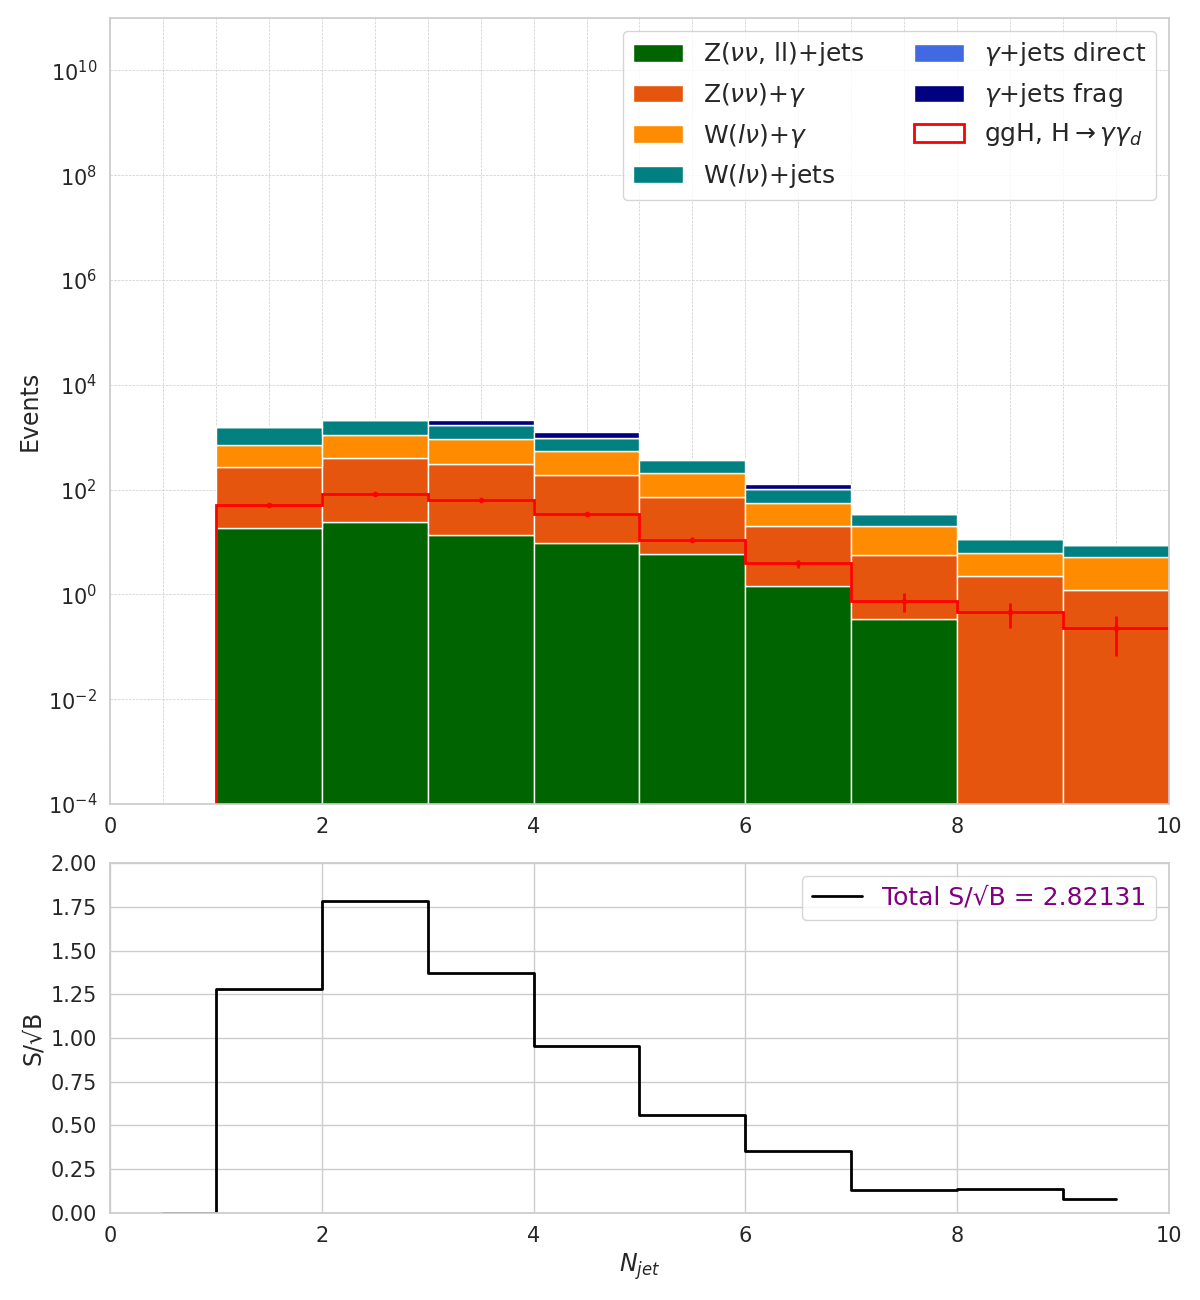 Z(νν, ll)+jets
Z(νν)+γ
W(lν)+γ
W(lν)+jets
γ+jets direct
γ+jets frag
ggH, H→γγ_d
Events
10^10
10^8
10^6
10^4
10^2
10^0
10^−2
10^−4
0 2 4 6 8 10
Total S/√B = 2.82131
S/√B
2.00
1.75
1.50
1.25
1.00
0.75
0.50
0.25
0.00
0 2 4 6 8 10
N_jet